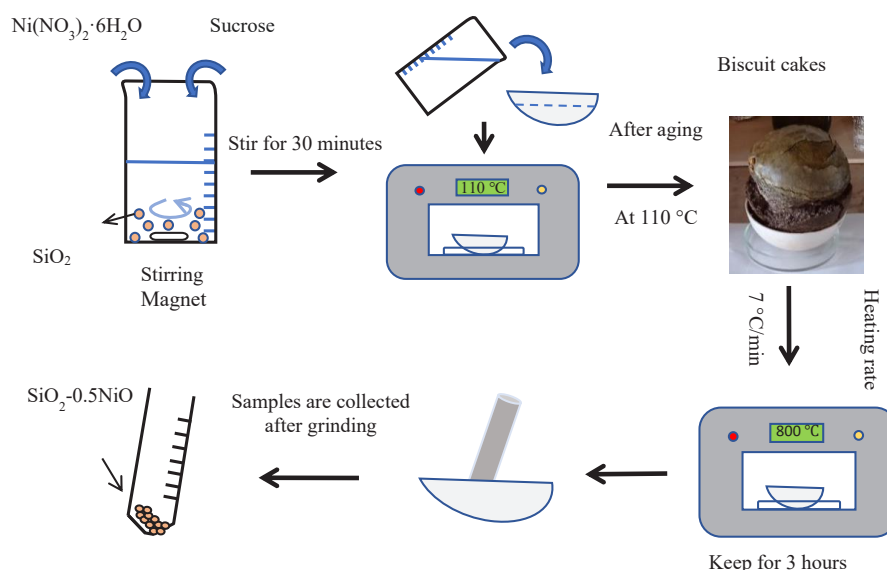 Ni(NO₃)₂·6H₂O
Sucrose
Biscuit cakes
Stir for 30 minutes
After aging
110 °C
At 110 °C
SiO₂
Stirring
Magnet
Heating rate
7 °C/min
SiO₂-0.5NiO
Samples are collected
after grinding
800 °C
Keep for 3 hours